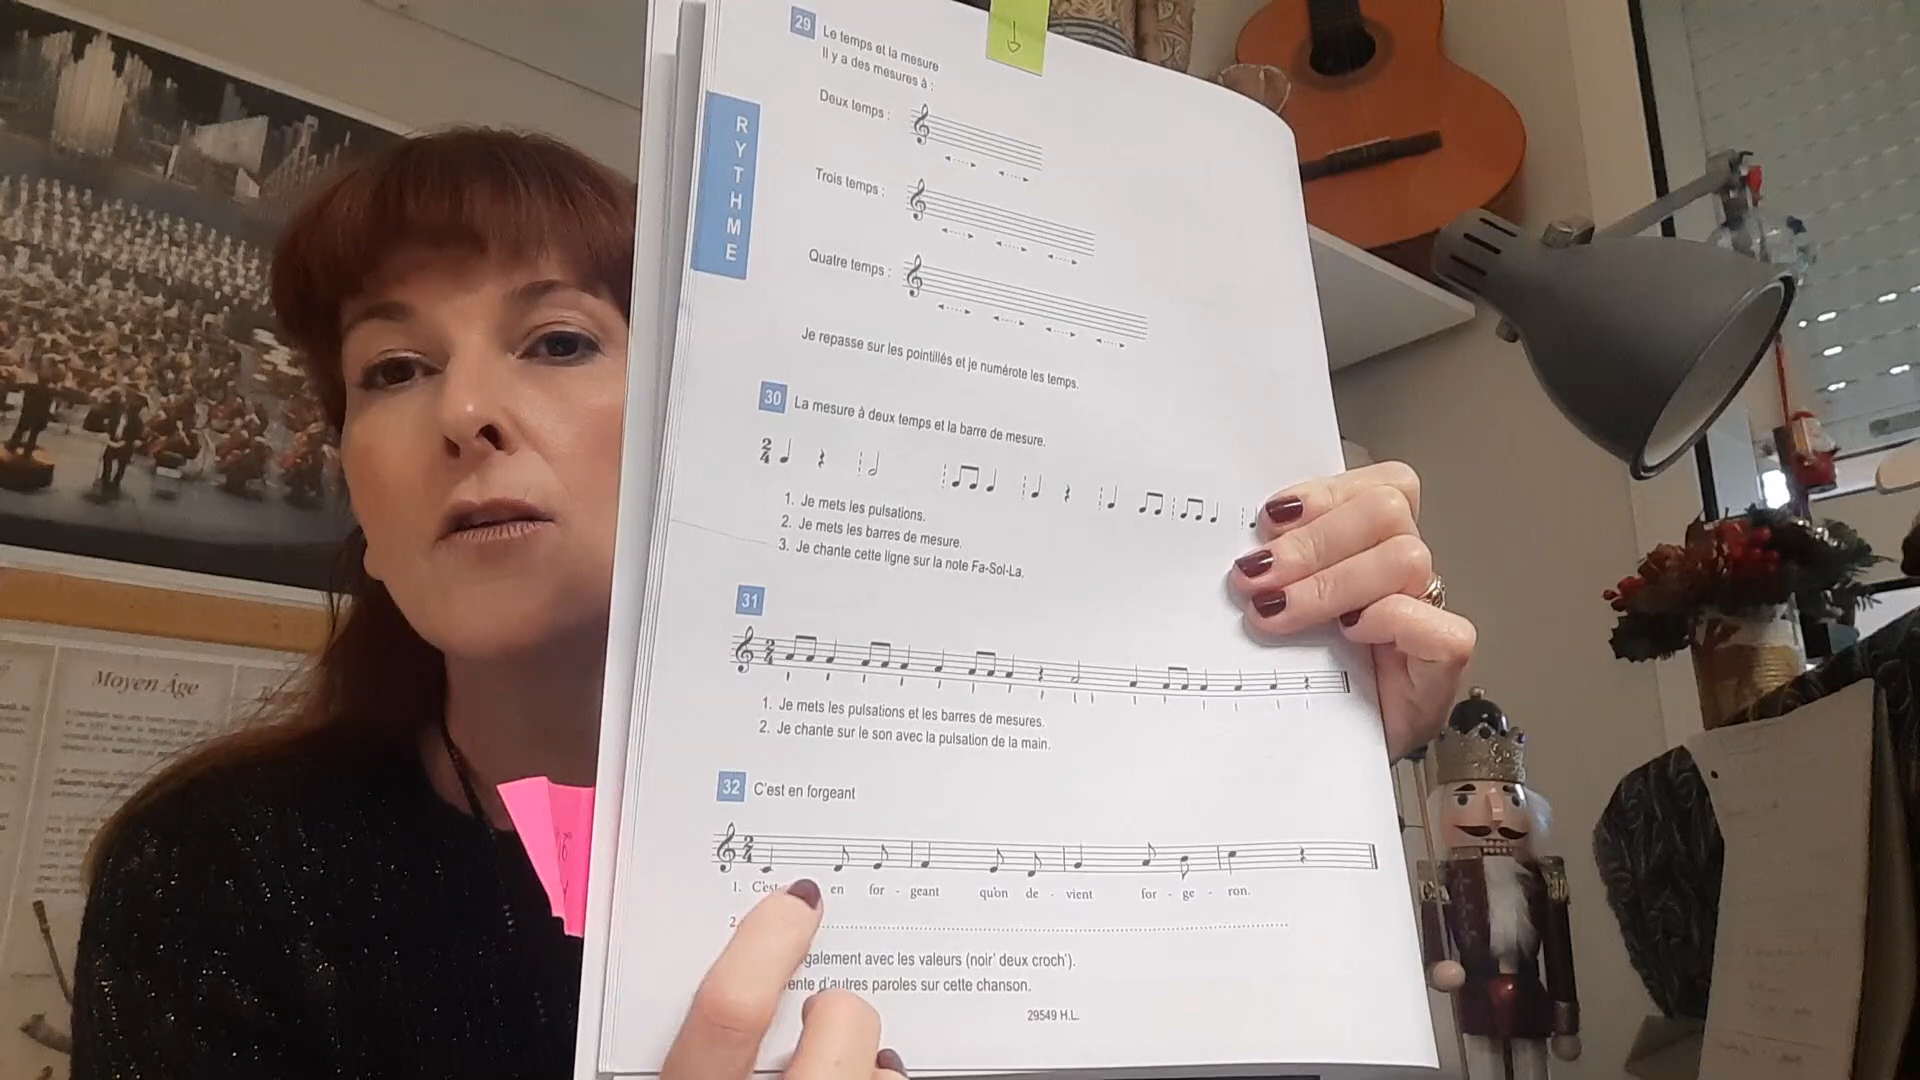 29 Le temps et la mesure
Il y a des mesures à :
Deux temps :
Trois temps :
Quatre temps :
Je repasse sur les pointillés et je numérote les temps.
RYTHME
30 La mesure à deux temps et la barre de mesure.
2 4
1. Je mets les pulsations.
2. Je mets les barres de mesure.
3. Je chante cette ligne sur la note Fa-Sol-La.
31
2 4
1. Je mets les pulsations et les barres de mesures.
2. Je chante sur le son avec la pulsation de la main.
32 C'est en forgeant
2 4
1. C'est en for - geant qu'on de - vient for - ge - ron.
2.
galement avec les valeurs (noir' deux croch').
ente d'autres paroles sur cette chanson.
29549 H.L.
Moyen Âge